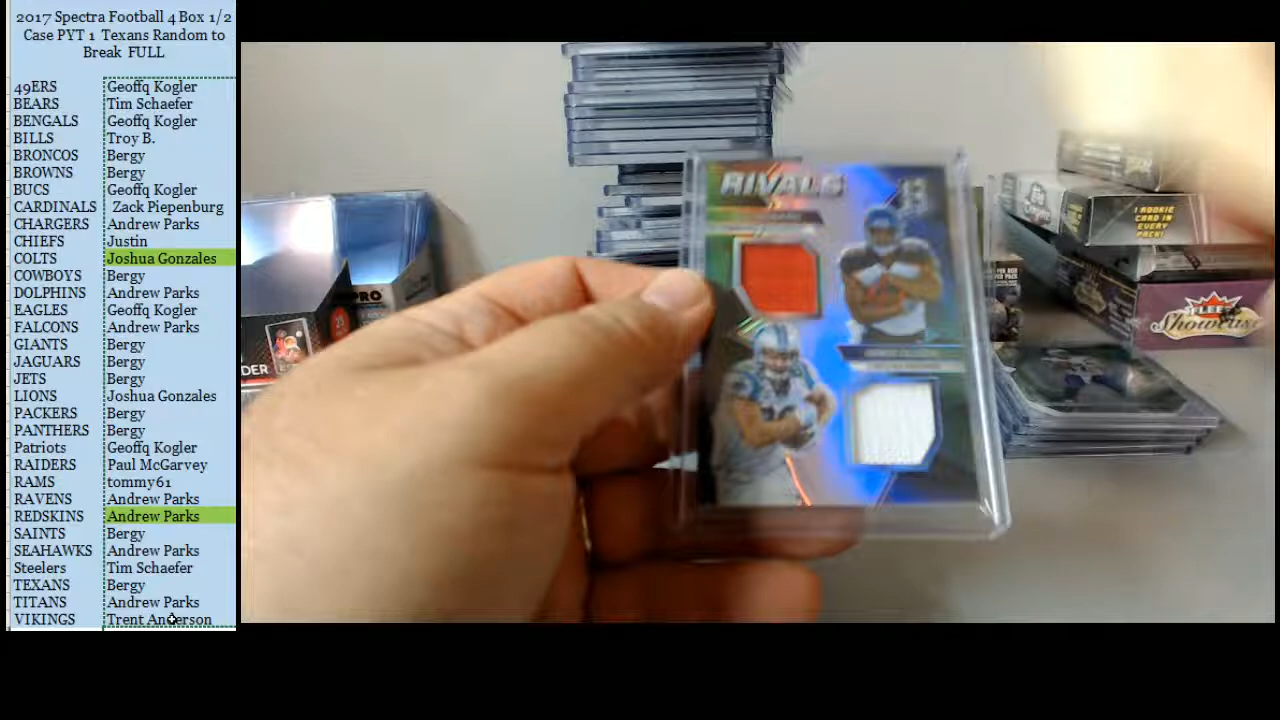 2017 Spectra Football 4 Box 1/2
Case PYT 1 Texans Random to
Break FULL
49ERS Geoffq Kogler
BEARS Tim Schaefer
BENGALS Geoffq Kogler
BILLS Troy B.
BRONCOS Bergy
BROWNS Bergy
BUCS Geoffq Kogler
CARDINALS Zack Piepenburg
CHARGERS Andrew Parks
CHIEFS Justin
COLTS Joshua Gonzales
COWBOYS Bergy
DOLPHINS Andrew Parks
EAGLES Geoffq Kogler
FALCONS Andrew Parks
GIANTS Bergy
JAGUARS Bergy
JETS Bergy
LIONS Joshua Gonzales
PACKERS Bergy
PANTHERS Bergy
Patriots Geoffq Kogler
RAIDERS Paul McGarvey
RAMS tommy61
RAVENS Andrew Parks
REDSKINS Andrew Parks
SAINTS Bergy
SEAHAWKS Andrew Parks
Steelers Tim Schaefer
TEXANS Bergy
TITANS Andrew Parks
VIKINGS Trent Anderson
RIVALS
1 ROOKIE
CARD IN
EVERY
PACK!
PRO
DER
FLEER
Showcase